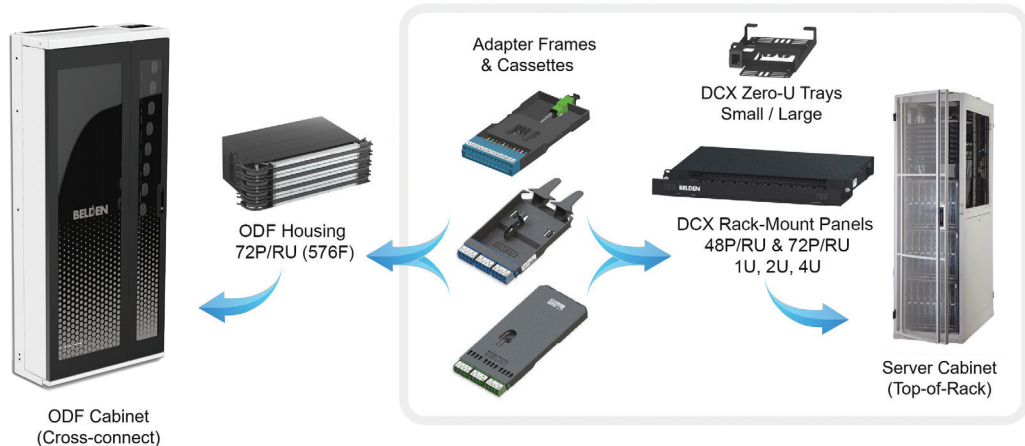 Adapter Frames
& Cassettes
DCX Zero-U Trays
Small / Large
BELDEN
ODF Housing
72P/RU (576F)
BELDEN
DCX Rack-Mount Panels
48P/RU & 72P/RU
1U, 2U, 4U
Server Cabinet
(Top-of-Rack)
ODF Cabinet
(Cross-connect)